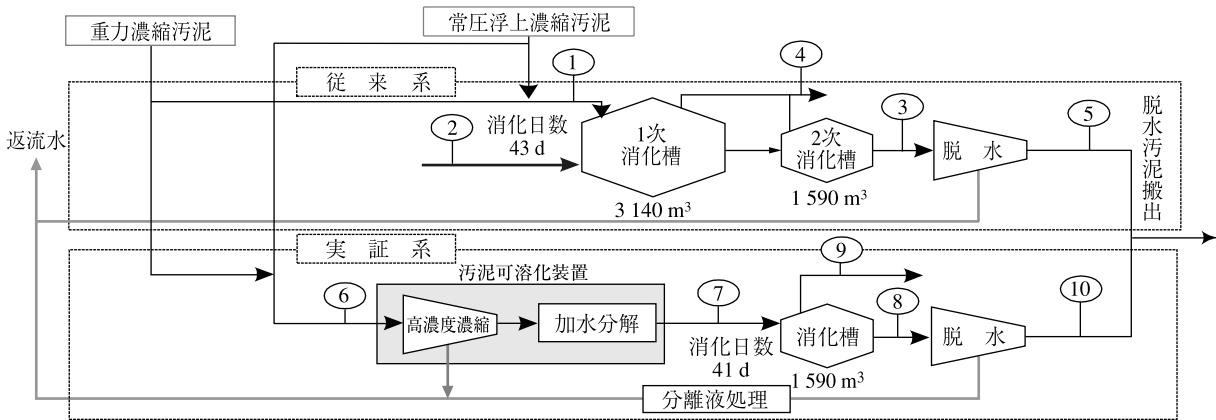 重力濃縮汚泥
常圧浮上濃縮汚泥
従来系
1
4
2
消化日数
43 d
1次
消化槽
3 140 m³
2次
消化槽
1 590 m³
3
脱水
5
脱水汚泥搬出
返流水
実証系
汚泥可溶化装置
6
高濃度濃縮
加水分解
7
消化日数
41 d
9
消化槽
1 590 m³
8
脱水
10
分離液処理